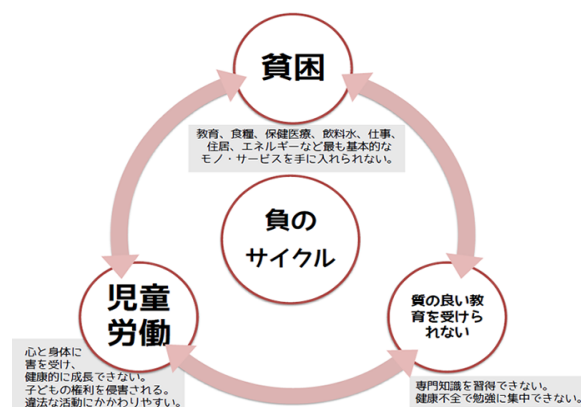 貧困
教育、食糧、保健医療、飲料水、仕事、
住居、エネルギーなど最も基本的な
モノ・サービスを手に入れられない。
負の
サイクル
児童
労働
心と身体に
害を受け、
健康的に成長できない。
子どもの権利を侵害される。
違法な活動にかかわりやすい。
質の良い教
育を受けら
れない
専門知識を習得できない。
健康不全で勉強に集中できない。